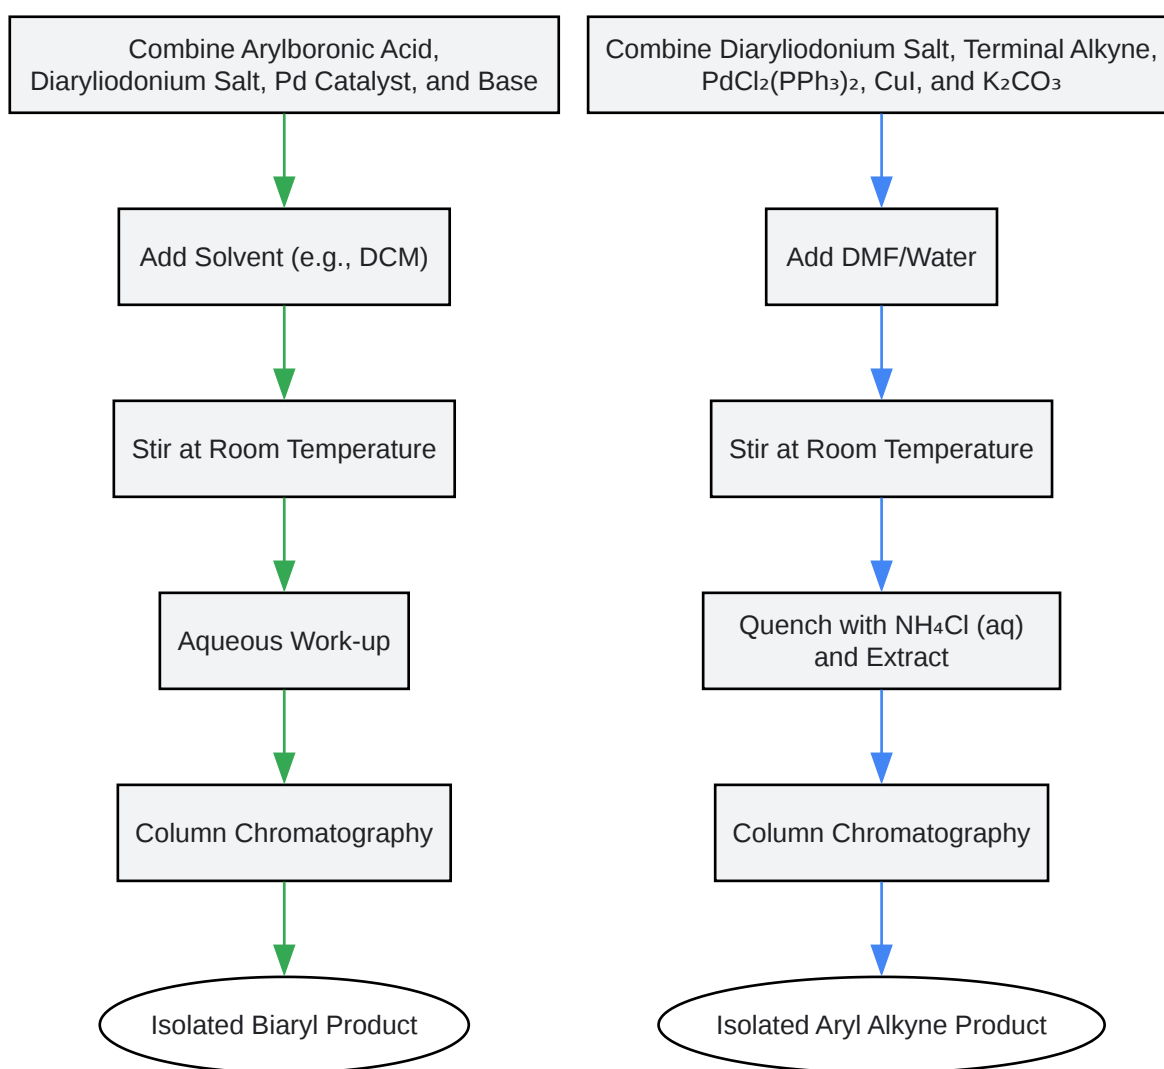 Combine Arylboronic Acid,
Diaryliodonium Salt, Pd Catalyst, and Base
Add Solvent (e.g., DCM)
Stir at Room Temperature
Aqueous Work-up
Column Chromatography
Isolated Biaryl Product
Combine Diaryliodonium Salt, Terminal Alkyne,
PdCl₂(PPh₃)₂, CuI, and K₂CO₃
Add DMF/Water
Stir at Room Temperature
Quench with NH₄Cl (aq)
and Extract
Column Chromatography
Isolated Aryl Alkyne Product